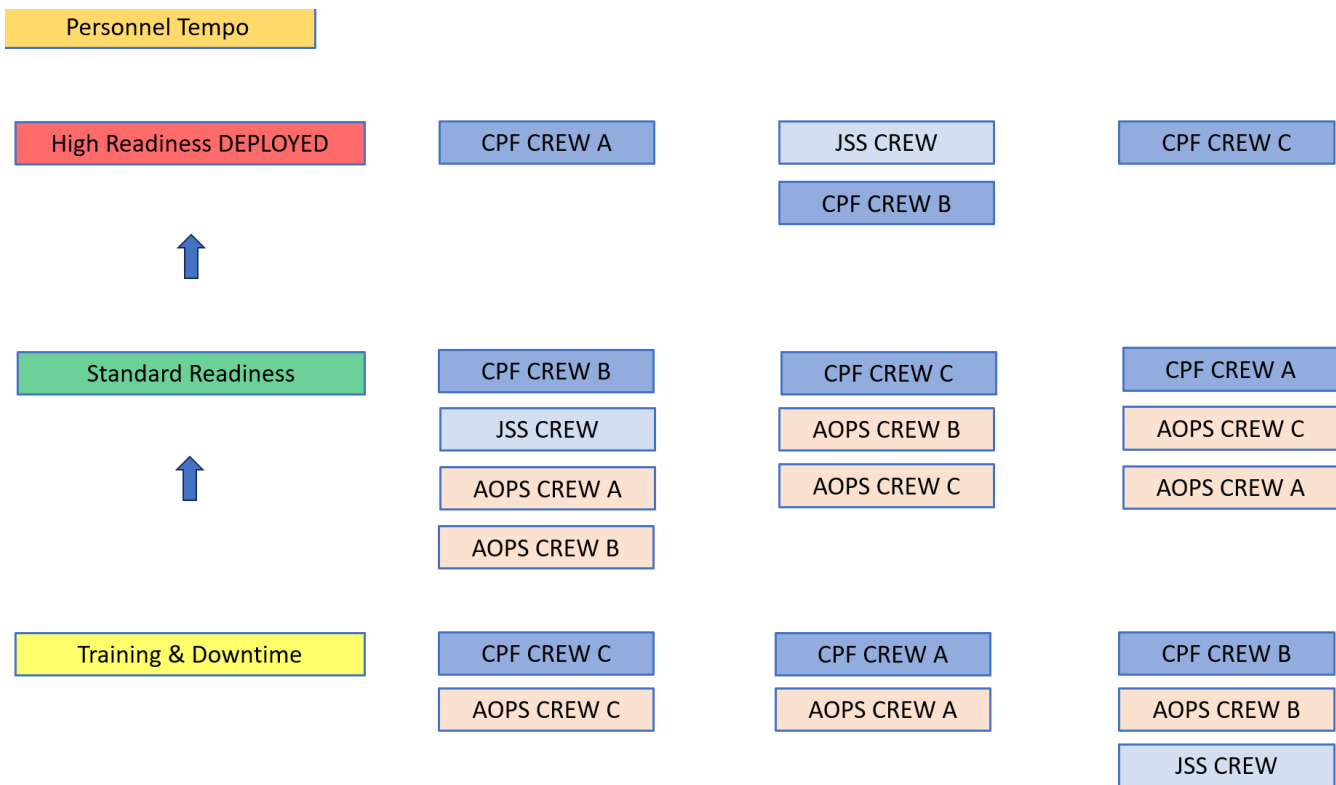 Personnel Tempo
High Readiness DEPLOYED
CPF CREW A
JSS CREW
CPF CREW C
CPF CREW B
Standard Readiness
CPF CREW B
CPF CREW C
CPF CREW A
JSS CREW
AOPS CREW B
AOPS CREW C
AOPS CREW A
AOPS CREW C
AOPS CREW A
AOPS CREW B
Training & Downtime
CPF CREW C
CPF CREW A
CPF CREW B
AOPS CREW C
AOPS CREW A
AOPS CREW B
JSS CREW